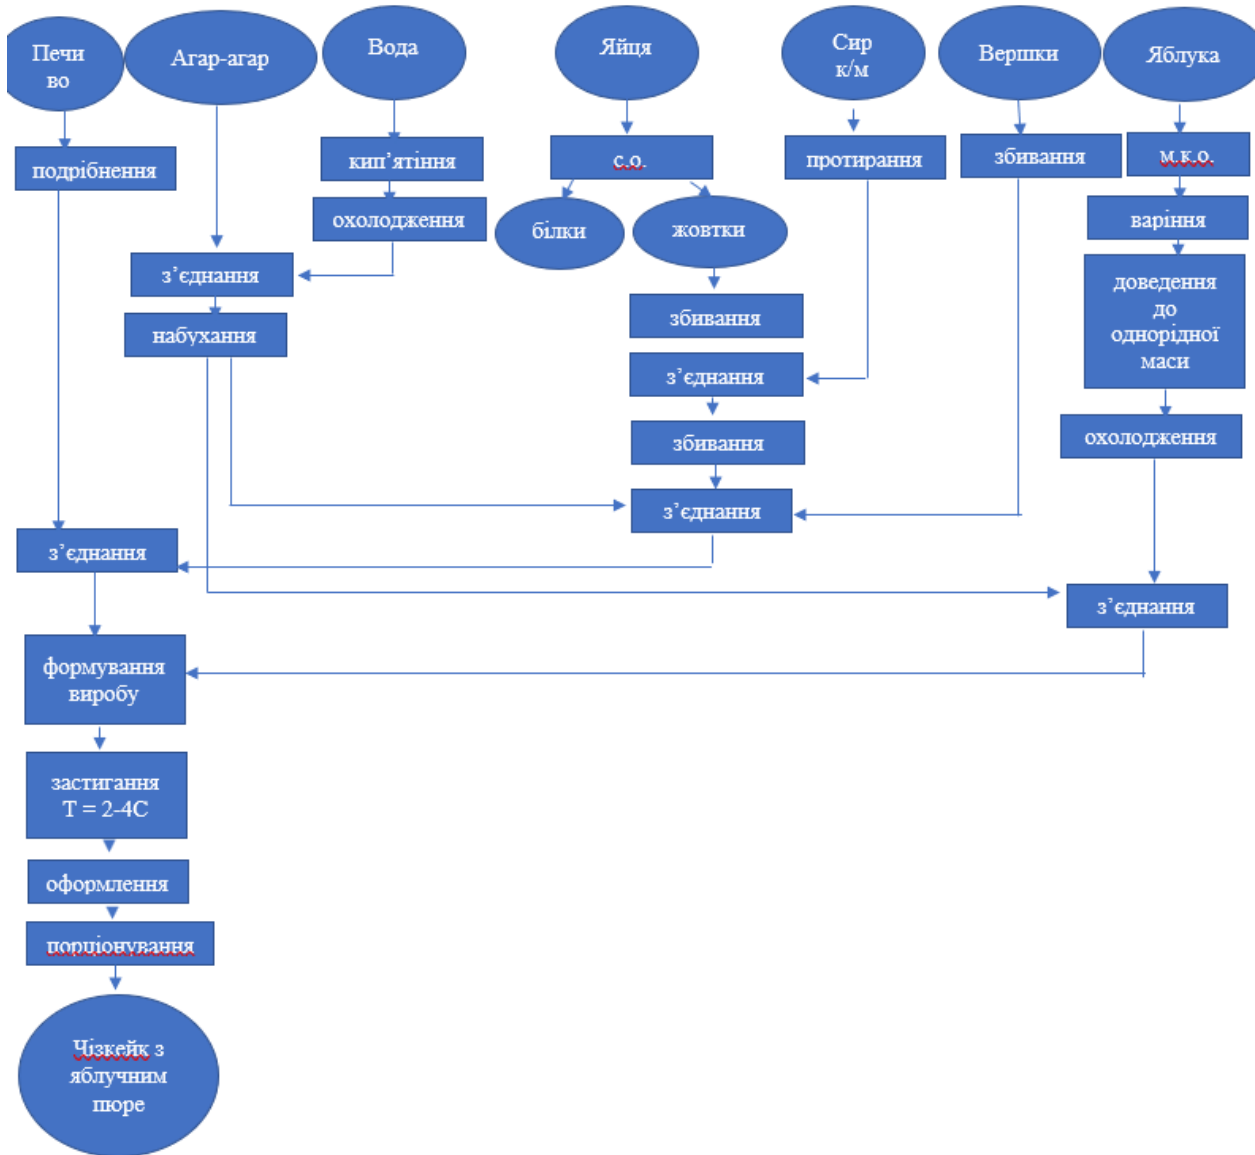 Печи
во
Агар-агар
Вода
Яйця
Сир
к/м
Вершки
Яблука
подрібнення
кип’ятіння
с.о.
протирання
збивання
м.к.о.
охолодження
білки
жовтки
варіння
з’єднання
набухання
збивання
доведення
до
однорідної
маси
з’єднання
збивання
охолодження
з’єднання
з’єднання
з’єднання
формування
виробу
застигання
Т = 2-4С
оформлення
порціонування
Чізкейк з
яблучним
пюре